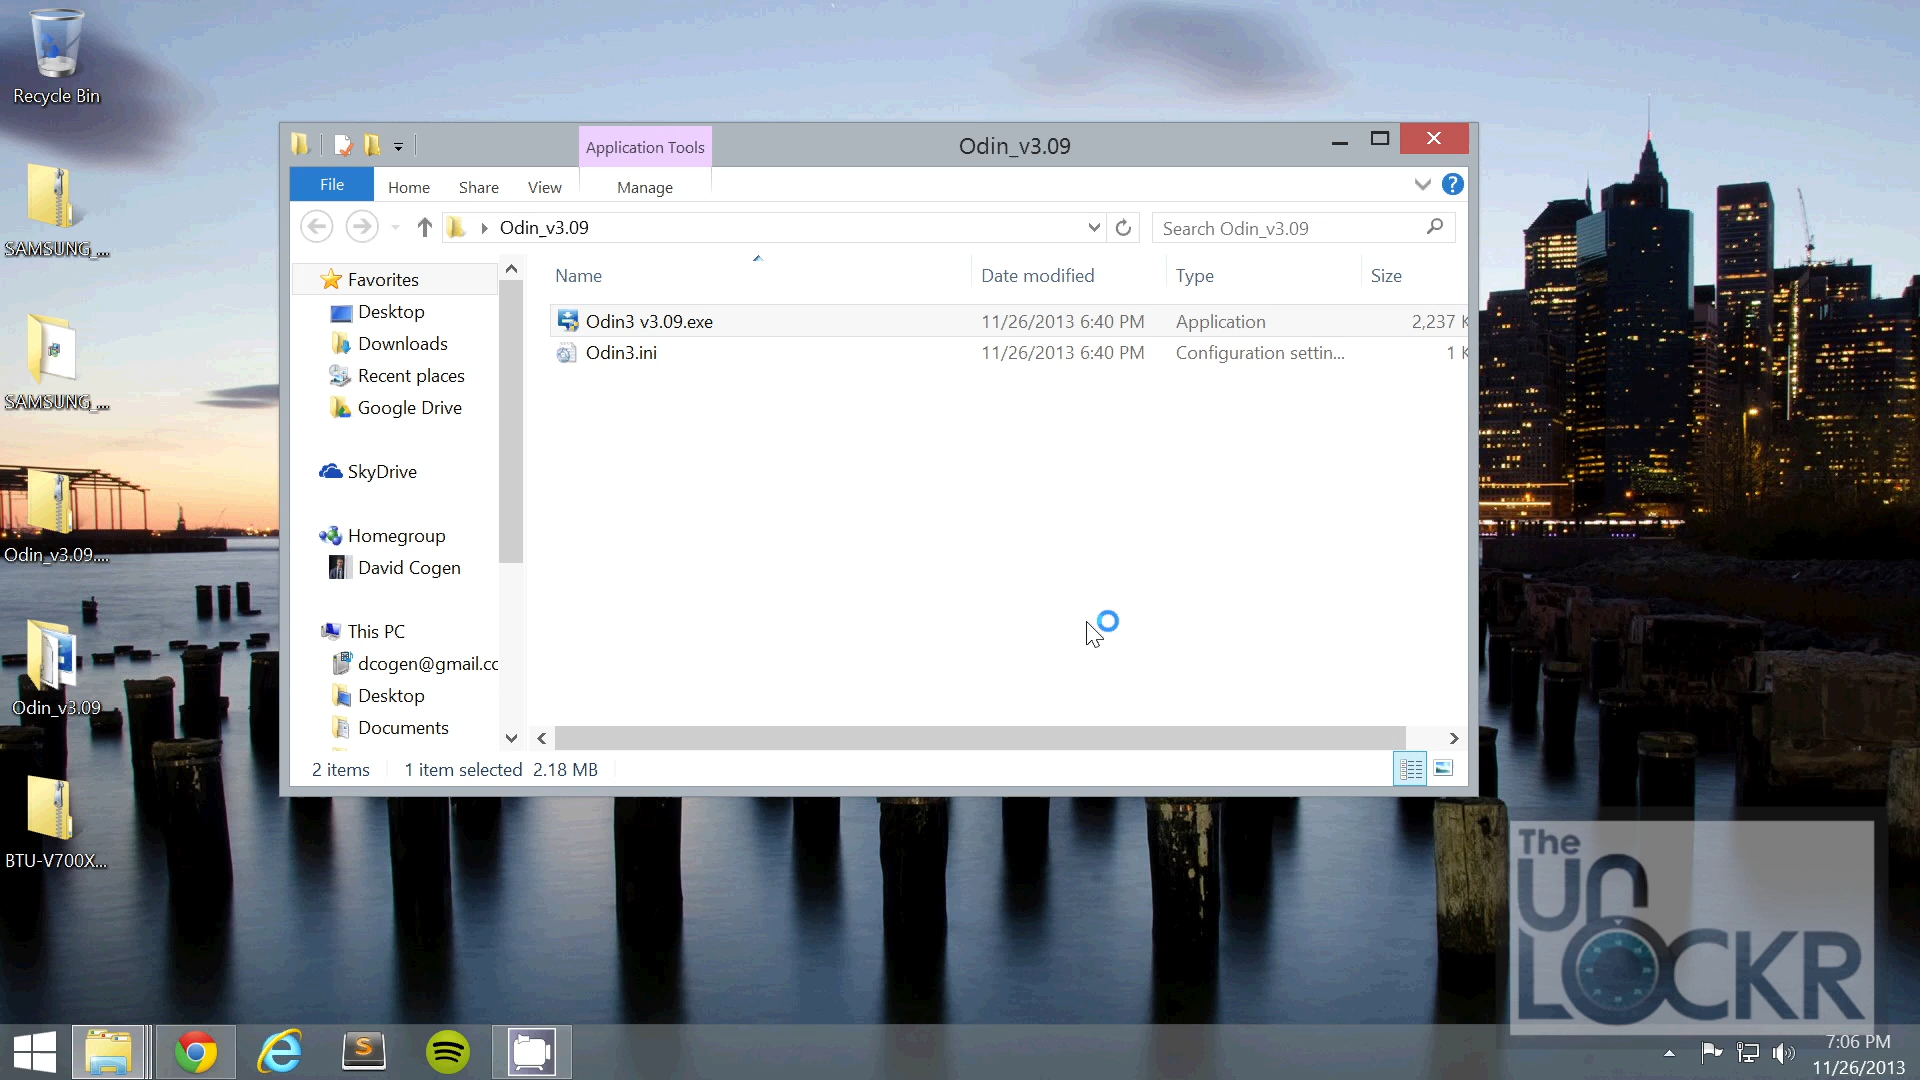 Recycle Bin
SAMSUNG_...
SAMSUNG_...
Odin_v3.09....
Odin_v3.09
BTU-V700X...
Application Tools
Odin_v3.09
File
Home
Share
View
Manage
Odin_v3.09
Search Odin_v3.09
Favorites
Desktop
Downloads
Recent places
Google Drive
SkyDrive
Homegroup
David Cogen
This PC
dcogen@gmail.cc
Desktop
Documents
Name Date modified Type Size
Odin3 v3.09.exe 11/26/2013 6:40 PM Application 2,237 K
Odin3.ini 11/26/2013 6:40 PM Configuration settin... 1 K
2 items 1 item selected 2.18 MB
The
UN
LOCKR
7:06 PM
11/26/2013